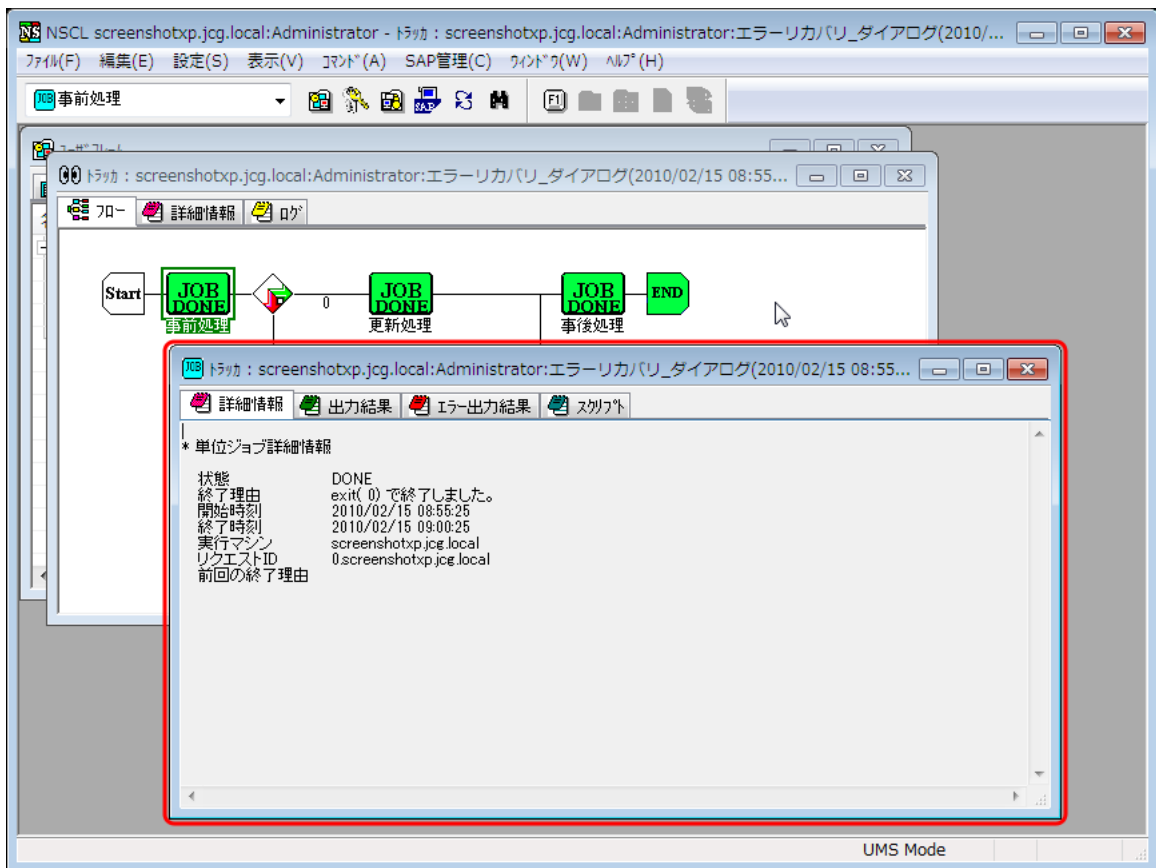 NSCL screenshotxp.jcg.local:Administrator - ﾄﾗｯｶ : screenshotxp.jcg.local:Administrator:エラーリカバリ_ダイアログ(2010/...
ﾌｧｲﾙ(F) 編集(E) 設定(S) 表示(V) ｺﾏﾝﾄﾞ(A) SAP管理(C) ｳｨﾝﾄﾞｳ(W) ﾍﾙﾌﾟ(H)
JOB 事前処理 SAP F1
ﾄﾗｯｶ : screenshotxp.jcg.local:Administrator:エラーリカバリ_ダイアログ(2010/02/15 08:55...
ﾌﾛｰ 詳細情報 ﾛｸﾞ
Start JOB DONE 0 JOB DONE JOB DONE END
事前処理 更新処理 事後処理
JOB ﾄﾗｯｶ : screenshotxp.jcg.local:Administrator:エラーリカバリ_ダイアログ(2010/02/15 08:55...
詳細情報 出力結果 ｴﾗｰ出力結果 ｽｸﾘﾌﾟﾄ
* 単位ジョブ詳細情報
状態 DONE
終了理由 exit( 0) で終了しました。
開始時刻 2010/02/15 08:55:25
終了時刻 2010/02/15 09:00:25
実行マシン screenshotxp.jcg.local
リクエストID 0.screenshotxp.jcg.local
前回の終了理由
UMS Mode